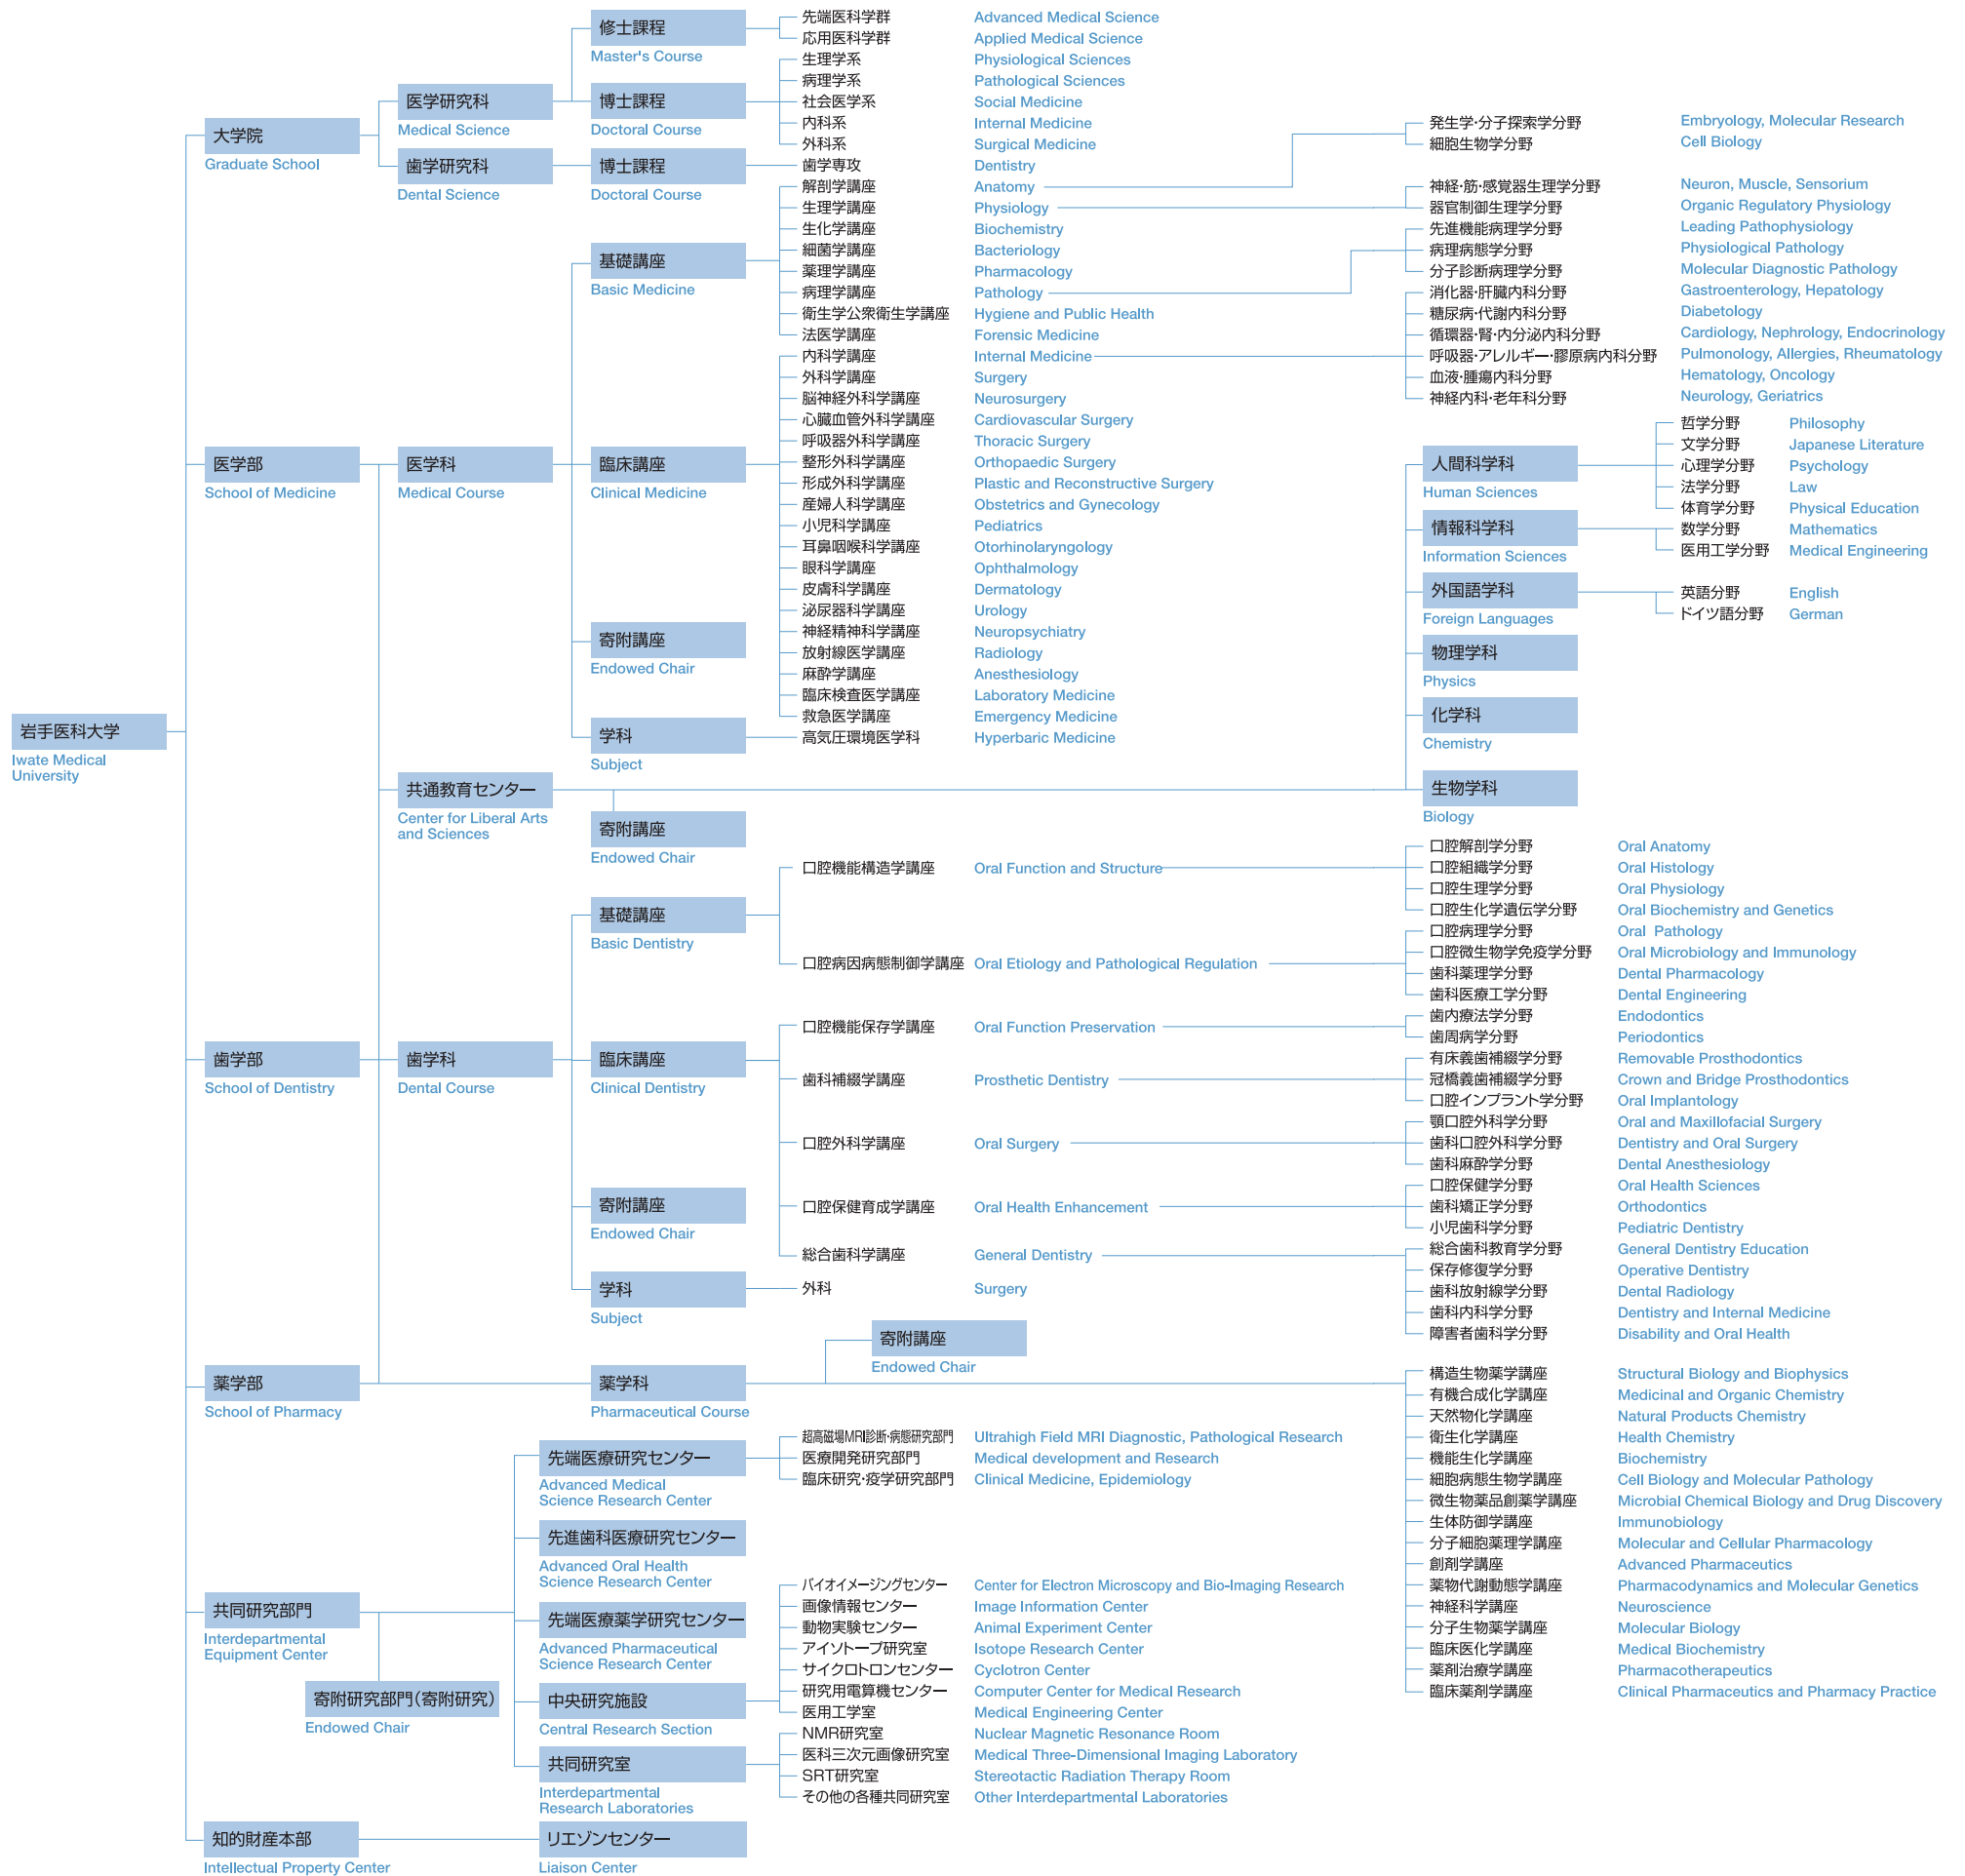 岩手医科大学
Iwate Medical
University
大学院
Graduate School
医学研究科
Medical Science
修士課程
Master's Course
先端医科学群 Advanced Medical Science
応用医科学群 Applied Medical Science
博士課程
Doctoral Course
生理学系 Physiological Sciences
病理学系 Pathological Sciences
社会医学系 Social Medicine
内科系 Internal Medicine
外科系 Surgical Medicine
歯学研究科
Dental Science
博士課程
Doctoral Course
歯学専攻 Dentistry
医学部
School of Medicine
医学科
Medical Course
基礎講座
Basic Medicine
解剖学講座 Anatomy
発生学・分子探索学分野 Embryology, Molecular Research
細胞生物学分野 Cell Biology
生理学講座 Physiology
神経・筋・感覚器生理学分野 Neuron, Muscle, Sensorium
器官制御生理学分野 Organic Regulatory Physiology
生化学講座 Biochemistry
細菌学講座 Bacteriology
薬理学講座 Pharmacology
病理学講座 Pathology
先進機能病理学分野 Leading Pathophysiology
病理病態学分野 Physiological Pathology
分子診断病理学分野 Molecular Diagnostic Pathology
衛生学公衆衛生学講座 Hygiene and Public Health
法医学講座 Forensic Medicine
臨床講座
Clinical Medicine
内科学講座 Internal Medicine
消化器・肝臓内科分野 Gastroenterology, Hepatology
糖尿病・代謝内科分野 Diabetology
循環器・腎・内分泌内科分野 Cardiology, Nephrology, Endocrinology
呼吸器・アレルギー・膠原病内科分野 Pulmonology, Allergies, Rheumatology
血液・腫瘍内科分野 Hematology, Oncology
神経内科・老年科分野 Neurology, Geriatrics
外科学講座 Surgery
脳神経外科学講座 Neurosurgery
心臓血管外科学講座 Cardiovascular Surgery
呼吸器外科学講座 Thoracic Surgery
整形外科学講座 Orthopaedic Surgery
形成外科学講座 Plastic and Reconstructive Surgery
産婦人科学講座 Obstetrics and Gynecology
小児科学講座 Pediatrics
耳鼻咽喉科学講座 Otorhinolaryngology
眼科学講座 Ophthalmology
皮膚科学講座 Dermatology
泌尿器科学講座 Urology
神経精神科学講座 Neuropsychiatry
放射線医学講座 Radiology
麻酔学講座 Anesthesiology
臨床検査医学講座 Laboratory Medicine
救急医学講座 Emergency Medicine
寄附講座
Endowed Chair
学科
Subject
高気圧環境医学科 Hyperbaric Medicine
共通教育センター
Center for Liberal Arts
and Sciences
寄附講座
Endowed Chair
人間科学科
Human Sciences
哲学分野 Philosophy
文学分野 Japanese Literature
心理学分野 Psychology
法学分野 Law
体育学分野 Physical Education
情報科学科
Information Sciences
数学分野 Mathematics
医用工学分野 Medical Engineering
外国語学科
Foreign Languages
英語分野 English
ドイツ語分野 German
物理学科
Physics
化学科
Chemistry
生物学科
Biology
歯学部
School of Dentistry
歯学科
Dental Course
基礎講座
Basic Dentistry
口腔機能構造学講座 Oral Function and Structure
口腔解剖学分野 Oral Anatomy
口腔組織学分野 Oral Histology
口腔生理学分野 Oral Physiology
口腔生化学遺伝学分野 Oral Biochemistry and Genetics
口腔病因病態制御学講座 Oral Etiology and Pathological Regulation
口腔病理学分野 Oral Pathology
口腔微生物学免疫学分野 Oral Microbiology and Immunology
歯科薬理学分野 Dental Pharmacology
歯科医療工学分野 Dental Engineering
臨床講座
Clinical Dentistry
口腔機能保存学講座 Oral Function Preservation
歯内療法学分野 Endodontics
歯周病学分野 Periodontics
歯科補綴学講座 Prosthetic Dentistry
有床義歯補綴学分野 Removable Prosthodontics
冠橋義歯補綴学分野 Crown and Bridge Prosthodontics
口腔インプラント学分野 Oral Implantology
口腔外科学講座 Oral Surgery
顎口腔外科学分野 Oral and Maxillofacial Surgery
歯科口腔外科学分野 Dentistry and Oral Surgery
歯科麻酔学分野 Dental Anesthesiology
口腔保健育成学講座 Oral Health Enhancement
口腔保健学分野 Oral Health Sciences
歯科矯正学分野 Orthodontics
小児歯科学分野 Pediatric Dentistry
総合歯科学講座 General Dentistry
総合歯科教育学分野 General Dentistry Education
保存修復学分野 Operative Dentistry
歯科放射線学分野 Dental Radiology
歯科内科学分野 Dentistry and Internal Medicine
障害者歯科学分野 Disability and Oral Health
寄附講座
Endowed Chair
学科
Subject
外科 Surgery
薬学部
School of Pharmacy
薬学科
Pharmaceutical Course
寄附講座
Endowed Chair
構造生物薬学講座 Structural Biology and Biophysics
有機合成化学講座 Medicinal and Organic Chemistry
天然物化学講座 Natural Products Chemistry
衛生化学講座 Health Chemistry
機能生化学講座 Biochemistry
細胞病態生物学講座 Cell Biology and Molecular Pathology
微生物薬品創薬学講座 Microbial Chemical Biology and Drug Discovery
生体防御学講座 Immunobiology
分子細胞薬理学講座 Molecular and Cellular Pharmacology
創剤学講座 Advanced Pharmaceutics
薬物代謝動態学講座 Pharmacodynamics and Molecular Genetics
神経科学講座 Neuroscience
分子生物薬学講座 Molecular Biology
臨床医化学講座 Medical Biochemistry
薬剤治療学講座 Pharmacotherapeutics
臨床薬剤学講座 Clinical Pharmaceutics and Pharmacy Practice
共同研究部門
Interdepartmental
Equipment Center
寄附研究部門(寄附研究)
Endowed Chair
先端医療研究センター
Advanced Medical
Science Research Center
超高磁場MRI診断・病態研究部門 Ultrahigh Field MRI Diagnostic, Pathological Research
医療開発研究部門 Medical development and Research
臨床研究・疫学研究部門 Clinical Medicine, Epidemiology
先進歯科医療研究センター
Advanced Oral Health
Science Research Center
先端医療薬学研究センター
Advanced Pharmaceutical
Science Research Center
中央研究施設
Central Research Section
バイオイメージングセンター Center for Electron Microscopy and Bio-Imaging Research
画像情報センター Image Information Center
動物実験センター Animal Experiment Center
アイソトープ研究室 Isotope Research Center
サイクロトロンセンター Cyclotron Center
研究用電算機センター Computer Center for Medical Research
医用工学室 Medical Engineering Center
共同研究室
Interdepartmental
Research Laboratories
NMR研究室 Nuclear Magnetic Resonance Room
医科三次元画像研究室 Medical Three-Dimensional Imaging Laboratory
SRT研究室 Stereotactic Radiation Therapy Room
その他の各種共同研究室 Other Interdepartmental Laboratories
知的財産本部
Intellectual Property Center
リエゾンセンター
Liaison Center